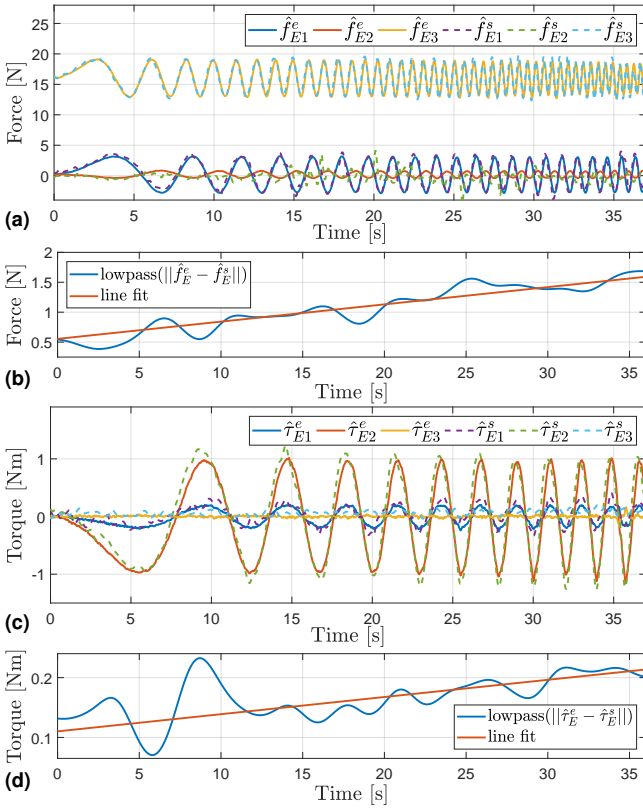 f̂ᵉ_E1 f̂ᵉ_E2 f̂ᵉ_E3 f̂ˢ_E1 f̂ˢ_E2 f̂ˢ_E3
Force [N]
25
20
15
10
5
0
0 5 10 15 20 25 30 35
Time [s]
(a)
lowpass(||f̂ᵉ_E − f̂ˢ_E||)
line fit
Force [N]
2
1.5
1
0.5
0 5 10 15 20 25 30 35
Time [s]
(b)
τ̂ᵉ_E1 τ̂ᵉ_E2 τ̂ᵉ_E3 τ̂ˢ_E1 τ̂ˢ_E2 τ̂ˢ_E3
Torque [Nm]
1
0
-1
0 5 10 15 20 25 30 35
Time [s]
(c)
Torque [Nm]
0.2
0.1
lowpass(||τ̂ᵉ_E − τ̂ˢ_E||)
line fit
0 5 10 15 20 25 30 35
Time [s]
(d)